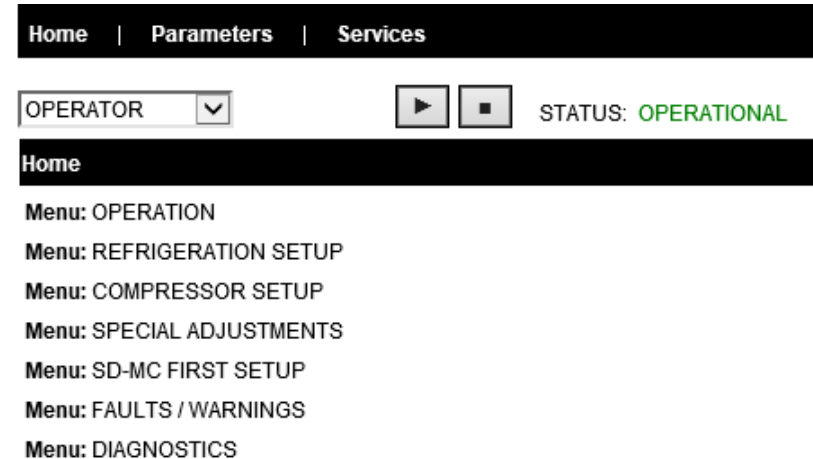 Home | Parameters | Services
OPERATOR STATUS: OPERATIONAL
Home
Menu: OPERATION
Menu: REFRIGERATION SETUP
Menu: COMPRESSOR SETUP
Menu: SPECIAL ADJUSTMENTS
Menu: SD-MC FIRST SETUP
Menu: FAULTS / WARNINGS
Menu: DIAGNOSTICS